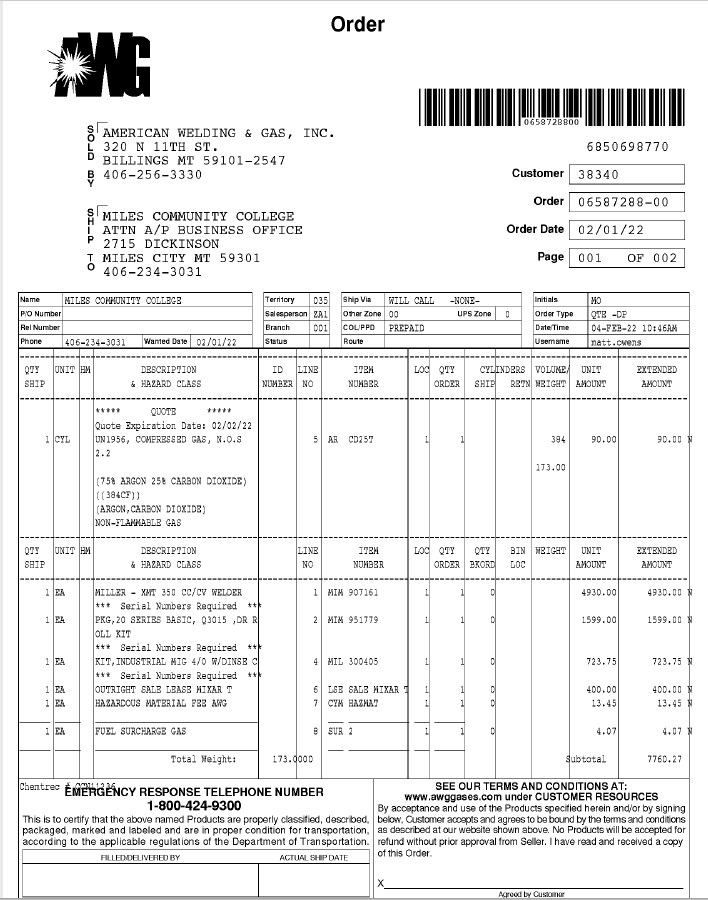 Order
AWG
0658728800
SOLD BY
AMERICAN WELDING & GAS, INC.
320 N 11TH ST.
BILLINGS MT 59101-2547
406-256-3330
6850698770
Customer 38340
Order 06587288-00
Order Date 02/01/22
Page 001 OF 002
SHIP TO
MILES COMMUNITY COLLEGE
ATTN A/P BUSINESS OFFICE
2715 DICKINSON
MILES CITY MT 59301
406-234-3031
Name MILES COMMUNITY COLLEGE Territory 035 Ship Via WILL CALL -NONE- Initials MO
P/O Number Salesperson ZA1 Other Zone 00 UPS Zone 0 Order Type QTE -DP
Rel Number Branch 001 COL/PPD PREPAID Date/Time 04-FEB-22 10:46AM
Phone 406-234-3031 Wanted Date 02/01/22 Status Route Username matt.owens
QTY UNIT HM DESCRIPTION ID LINE ITEM LOC QTY CYLINDERS VOLUME/ UNIT EXTENDED
SHIP & HAZARD CLASS NUMBER NO NUMBER ORDER SHIP RETN WEIGHT AMOUNT AMOUNT
***** QUOTE *****
Quote Expiration Date: 02/02/22
1 CYL UN1956, COMPRESSED GAS, N.O.S 5 AR CD25T 1 1 384 90.00 90.00 N
2.2
173.00
(75% ARGON 25% CARBON DIOXIDE)
((384CF))
(ARGON,CARBON DIOXIDE)
NON-FLAMMABLE GAS
QTY UNIT HM DESCRIPTION LINE ITEM LOC QTY QTY BIN WEIGHT UNIT EXTENDED
SHIP & HAZARD CLASS NO NUMBER ORDER BKORD LOC AMOUNT AMOUNT
1 EA MILLER - XMT 350 CC/CV WELDER 1 MIM 907161 1 1 0 4930.00 4930.00 N
*** Serial Numbers Required ***
1 EA PKG,20 SERIES BASIC, Q3015 ,DR R 2 MIM 951779 1 1 0 1599.00 1599.00 N
OLL KIT
*** Serial Numbers Required ***
1 EA KIT,INDUSTRIAL MIG 4/0 W/DINSE C 4 MIL 300405 1 1 0 723.75 723.75 N
*** Serial Numbers Required ***
1 EA OUTRIGHT SALE LEASE MIXAR T 6 LSE SALE MIXAR T 1 1 0 400.00 400.00 N
1 EA HAZARDOUS MATERIAL FEE AWG 7 CYM HAZMAT 1 1 0 13.45 13.45 N
1 EA FUEL SURCHARGE GAS 8 SUR 2 1 1 0 4.07 4.07 N
Total Weight: 173.0000 Subtotal 7760.27
Chemtrec #
EMERGENCY RESPONSE TELEPHONE NUMBER
1-800-424-9300
This is to certify that the above named Products are properly classified, described,
packaged, marked and labeled and are in proper condition for transportation,
according to the applicable regulations of the Department of Transportation.
FILLED/DELIVERED BY ACTUAL SHIP DATE
SEE OUR TERMS AND CONDITIONS AT:
www.awggases.com under CUSTOMER RESOURCES
By acceptance and use of the Products specified herein and/or by signing
below, Customer accepts and agrees to be bound by the terms and conditions
as described at our website shown above. No Products will be accepted for
refund without prior approval from Seller. I have read and received a copy
of this Order.
X
Agreed by Customer